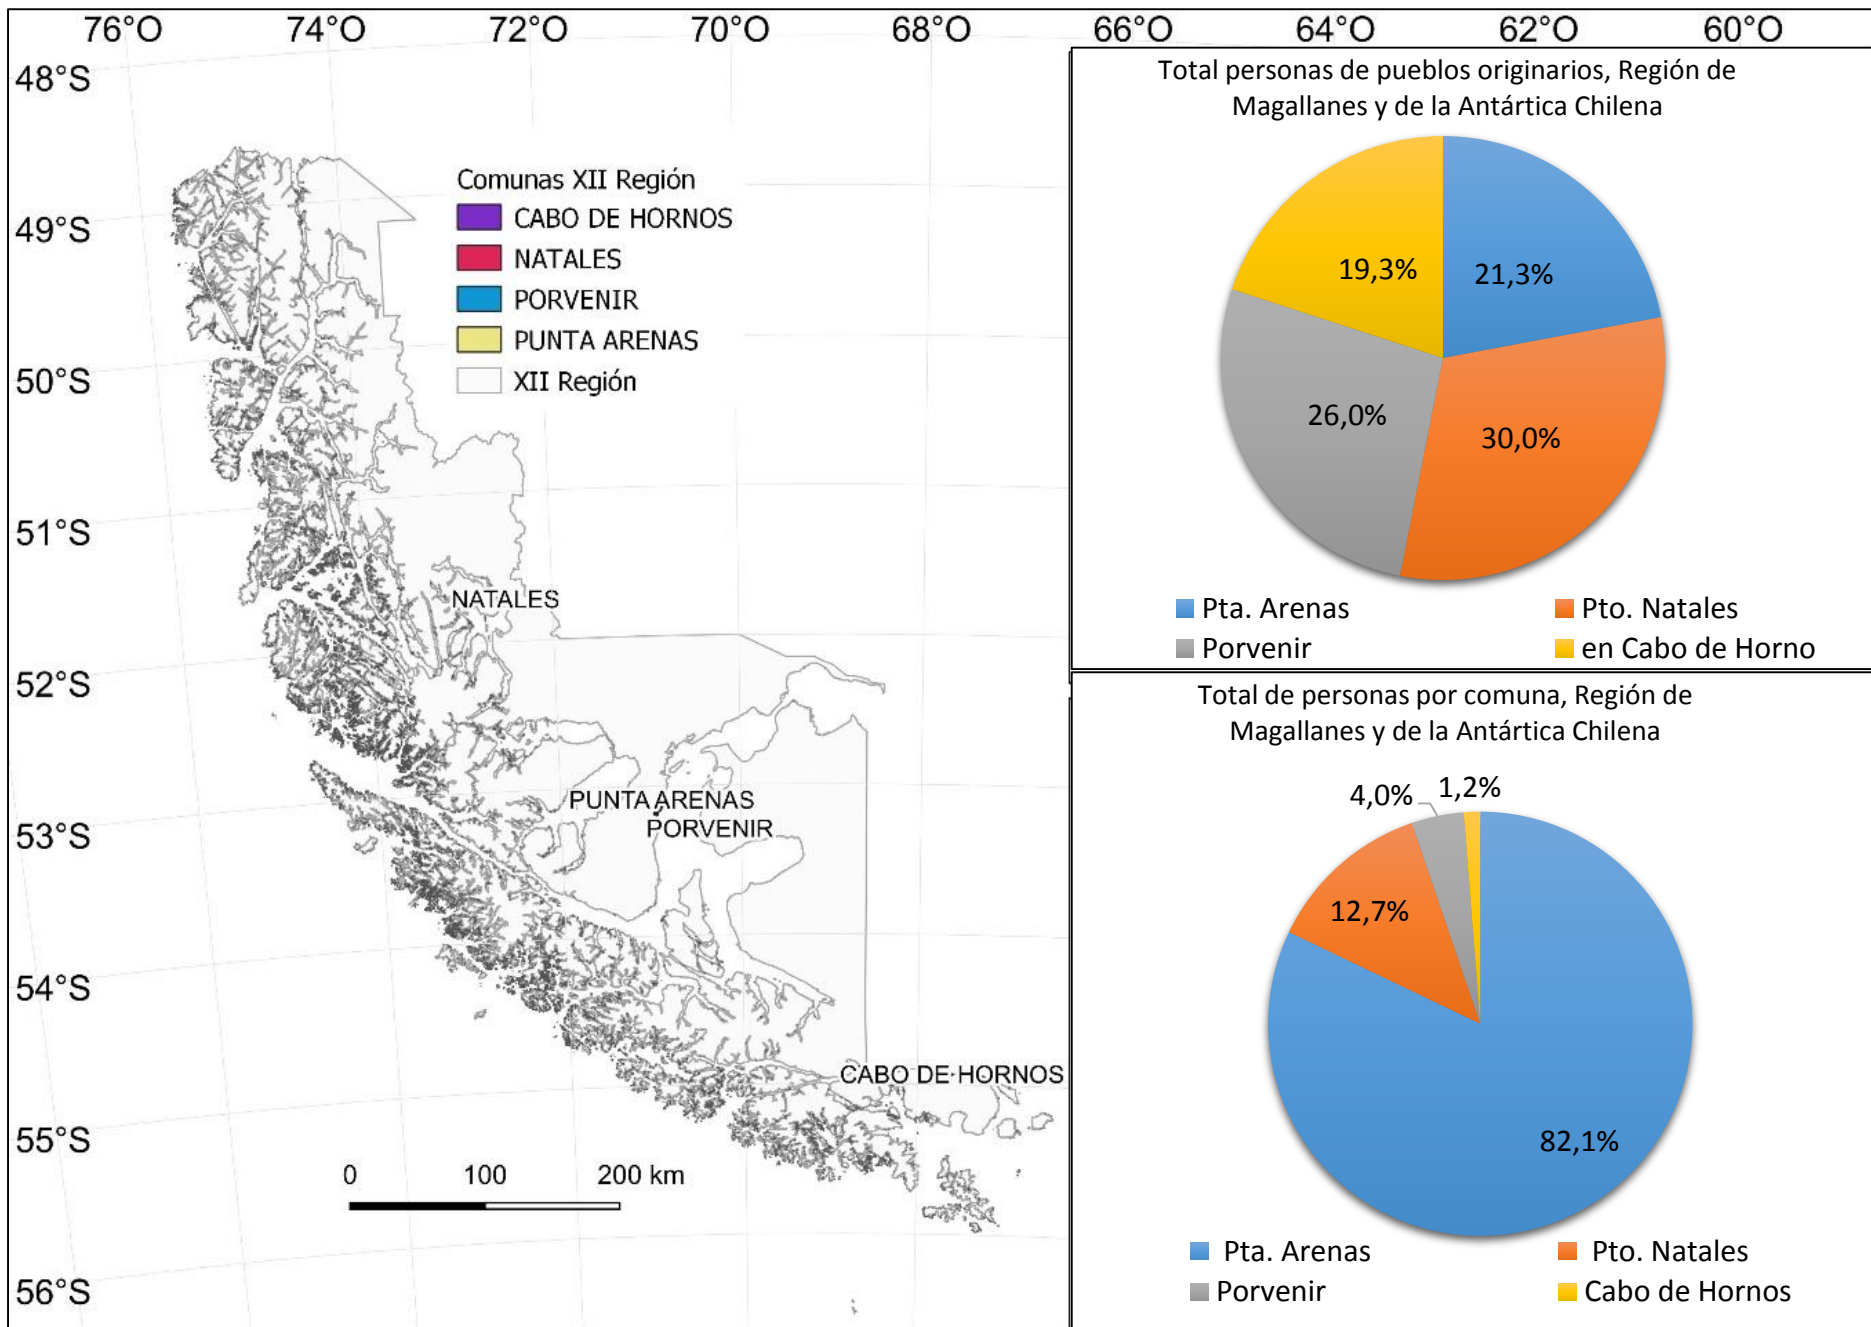 76°O 74°O 72°O 70°O 68°O 66°O 64°O 62°O 60°O
48°S
49°S
50°S
51°S
52°S
53°S
54°S
55°S
56°S
Comunas XII Región
CABO DE HORNOS
NATALES
PORVENIR
PUNTA ARENAS
XII Región
NATALES
PUNTA ARENAS
PORVENIR
CABO DE HORNOS
0 100 200 km
Total personas de pueblos originarios, Región de
Magallanes y de la Antártica Chilena
19,3% 21,3%
26,0% 30,0%
Pta. Arenas Pto. Natales
Porvenir en Cabo de Horno
Total de personas por comuna, Región de
Magallanes y de la Antártica Chilena
4,0% 1,2%
12,7%
82,1%
Pta. Arenas Pto. Natales
Porvenir Cabo de Hornos